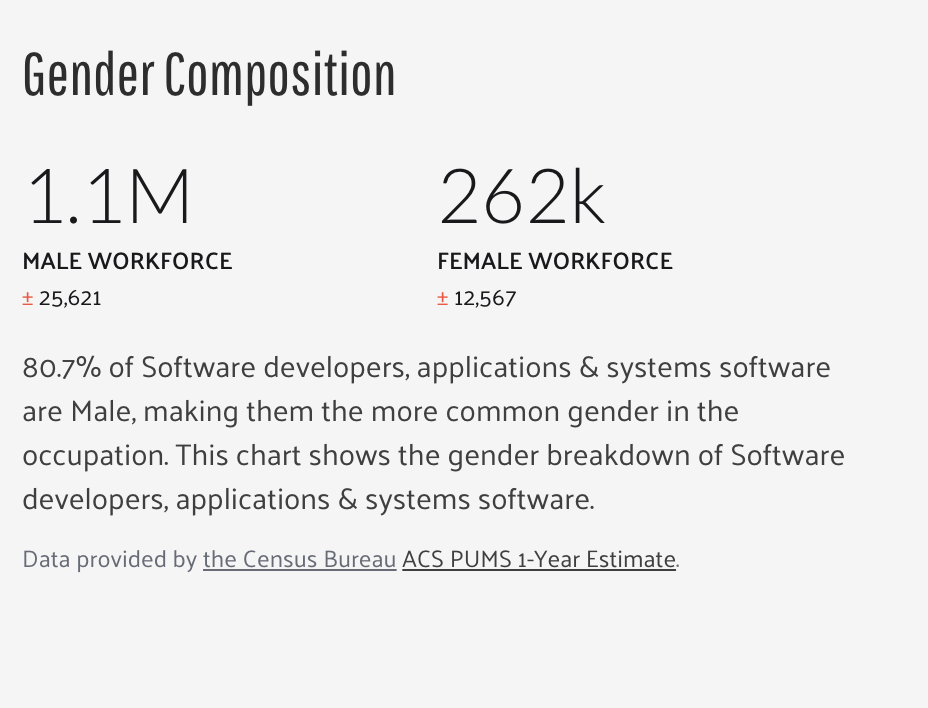 Gender Composition
1.1M
262k
MALE WORKFORCE
FEMALE WORKFORCE
± 25,621
± 12,567
80.7% of Software developers, applications & systems software
are Male, making them the more common gender in the
occupation. This chart shows the gender breakdown of Software
developers, applications & systems software.
Data provided by the Census Bureau ACS PUMS 1-Year Estimate.